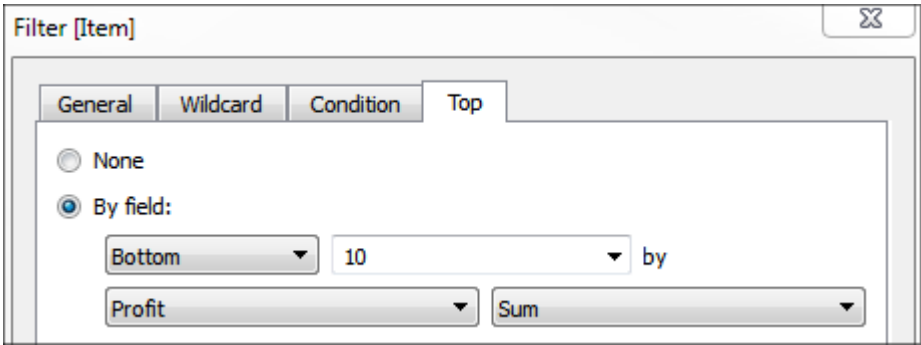 Filter [Item]
General Wildcard Condition Top
None
By field:
Bottom 10 by
Profit Sum